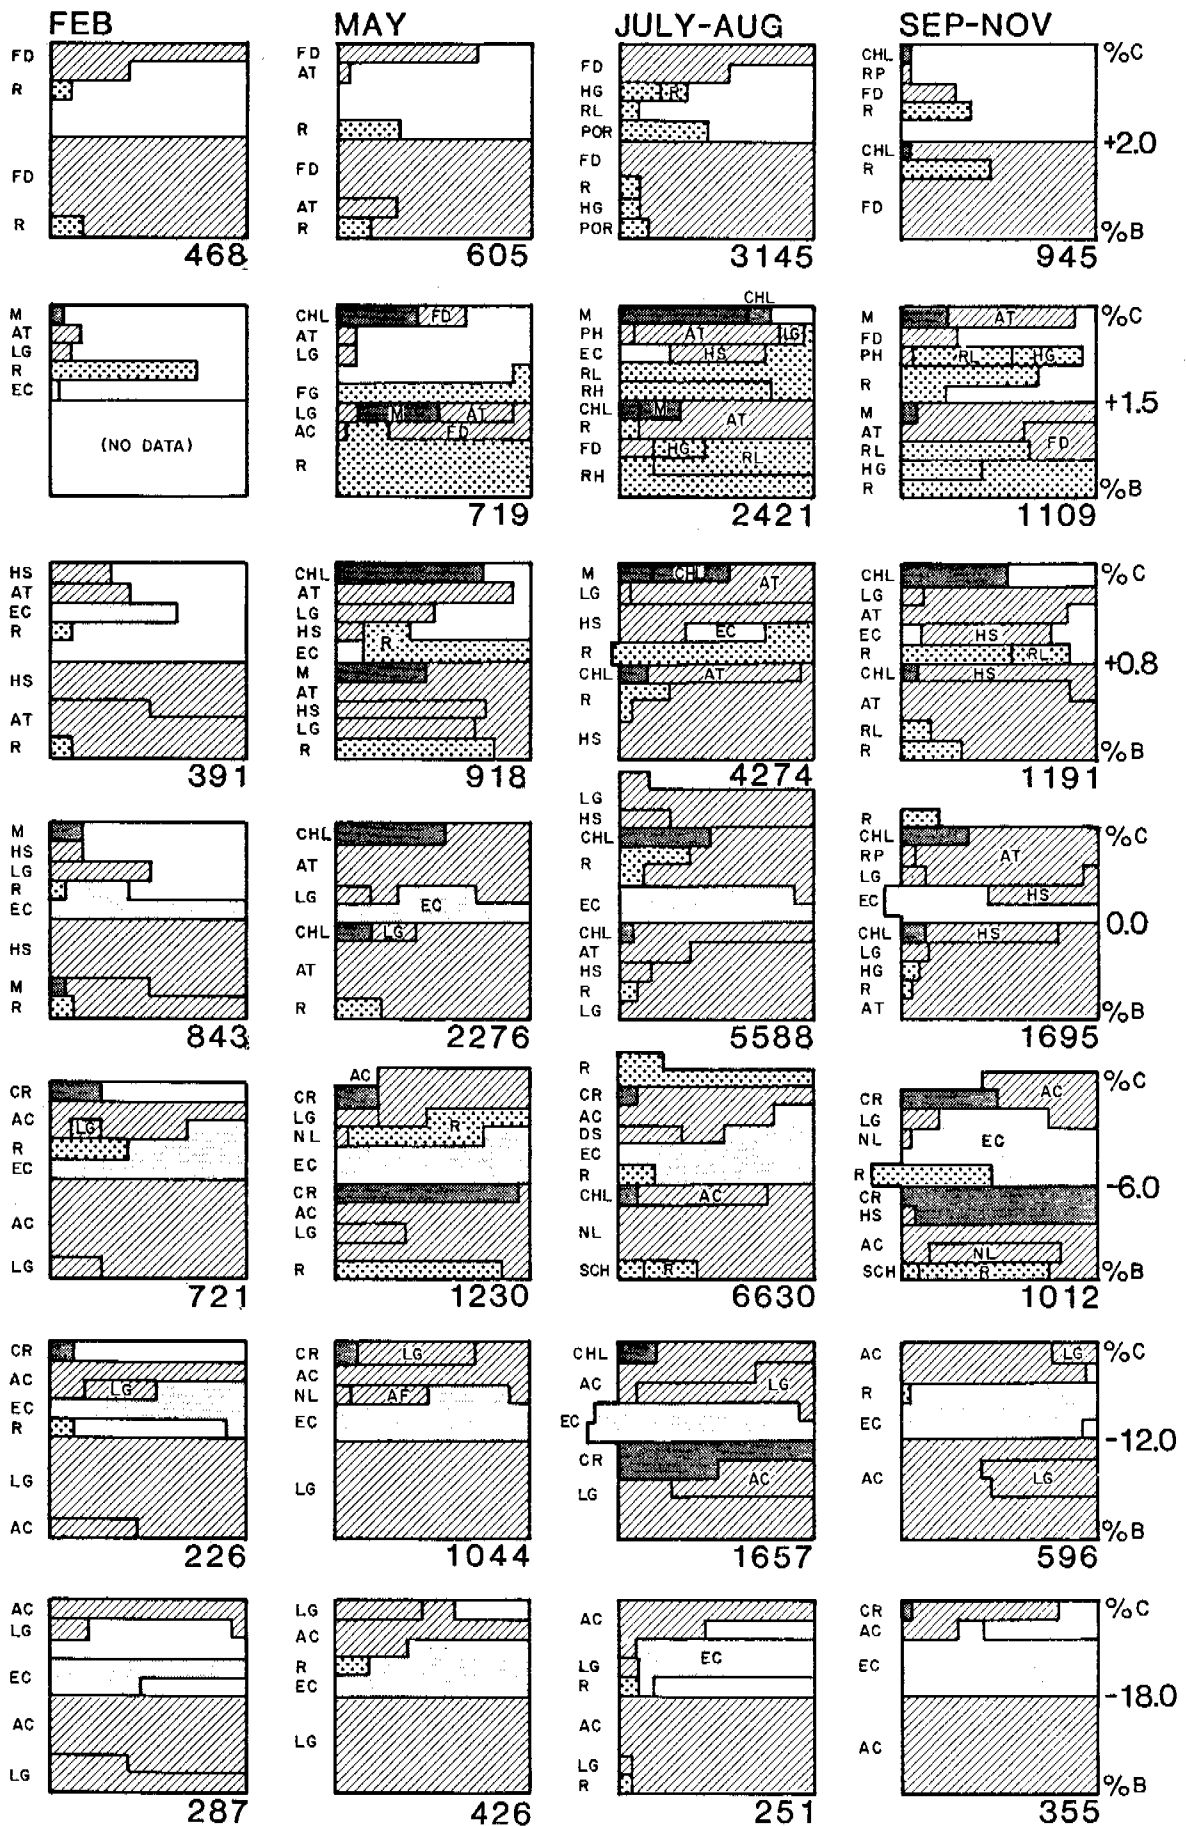 FEB MAY JULY-AUG SEP-NOV
FD FD FD CHL %C
R AT HG R RP
R RL FD
POR R
+2.0
FD FD FD CHL
R AT R R
R HG FD
POR %B
468 605 3145 945
CHL
M CHL FD M M AT %C
AT AT PH AT LG FD
LG LG EC HS PH RL HG
R FG RL R
EC RH
+1.5
(NO DATA) LG M AT CHL M M
AC FD R AT AT FD
R FD HG RL RL
RH HG
R %B
719 2421 1109
HS CHL M CHL AT CHL %C
AT AT LG LG
EC LG HS EC AT
R HS R R EC HS
EC R RL
+0.8
HS M CHL AT CHL HS
AT AT R AT
R HS HS RL
LG R %B
R
391 918 4274 1191
M CHL LG R
HS AT HS CHL %C
LG LG EC CHL RP AT
R R LG
EC EC EC HS
0.0
HS CHL LG CHL CHL HS
M AT AT LG
R R HS HG
R R
LG AT %B
843 2276 5588 1695
CR AC R AC %C
AC CR CR CR
LG LG R AC LG
R NL DS NL EC
EC EC EC R
R
-6.0
AC CR CHL AC CR
LG AC NL HS
LG SCH R AC NL
R SCH R %B
721 1230 6630 1012
CR CR LG CHL AC LG %C
AC AC AC LG R
LG NL AF EC EC
EC EC
R
-12.0
LG LG CR AC AC LG
AC LG %B
226 1044 1657 596
AC LG AC CR %C
LG AC LG EC AC
EC R R EC
EC
-18.0
AC LG AC AC
LG LG
R %B
287 426 251 355